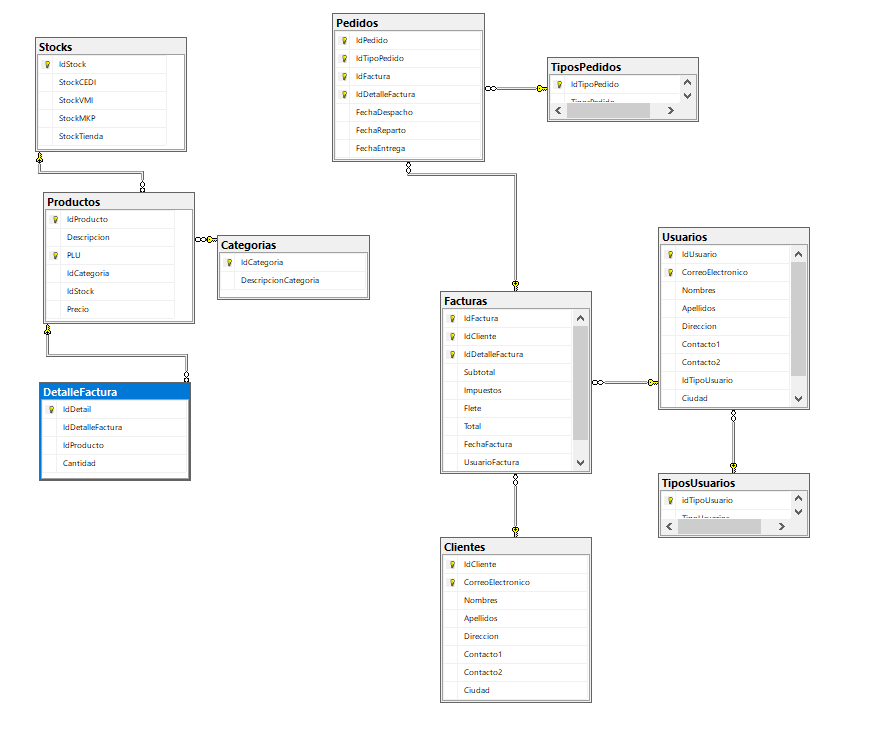 Stocks
IdStock
StockCEDI
StockVMI
StockMKP
StockTienda
Pedidos
IdPedido
IdTipoPedido
IdFactura
IdDetalleFactura
FechaDespacho
FechaReparto
FechaEntrega
TiposPedidos
IdTipoPedido
Productos
IdProducto
Descripcion
PLU
IdCategoria
IdStock
Precio
Categorias
IdCategoria
DescripcionCategoria
Usuarios
IdUsuario
CorreoElectronico
Nombres
Apellidos
Direccion
Contacto1
Contacto2
IdTipoUsuario
Ciudad
Facturas
IdFactura
IdCliente
IdDetalleFactura
Subtotal
Impuestos
Flete
Total
FechaFactura
UsuarioFactura
DetalleFactura
IdDetail
IdDetalleFactura
IdProducto
Cantidad
TiposUsuarios
idTipoUsuario
Clientes
IdCliente
CorreoElectronico
Nombres
Apellidos
Direccion
Contacto1
Contacto2
Ciudad